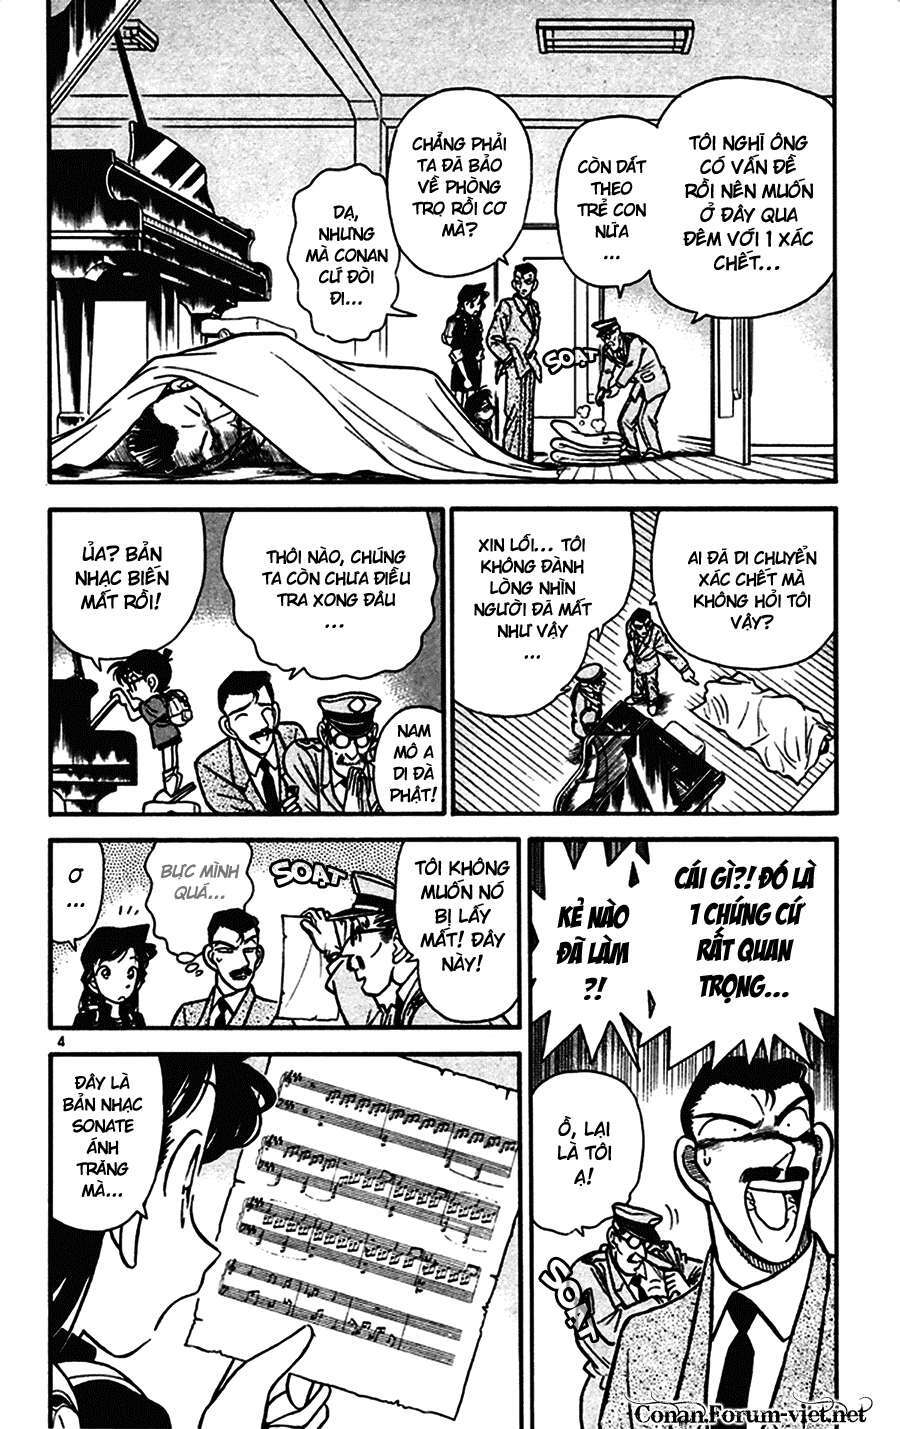 TÔI NGHĨ ÔNG
CÓ VẤN ĐỀ
RỒI NÊN MUỐN
Ở ĐÂY QUA
ĐÊM VỚI 1 XÁC
CHẾT...
CÒN DẮT
THEO
TRẺ CON
NỮA
...
CHẲNG PHẢI
TA ĐÃ BẢO
VỀ PHÒNG
TRỌ RỒI CƠ
MÀ?
DẠ,
NHƯNG
MÀ CONAN
CỨ ĐÒI
ĐI...
SOẠT
AI ĐÃ DI CHUYỂN
XÁC CHẾT MÀ
KHÔNG HỎI TÔI
VẬY?
XIN LỖI... TÔI
KHÔNG ĐÀNH
LÒNG NHÌN
NGƯỜI ĐÃ MẤT
NHƯ VẬY
...
THÔI NÀO, CHÚNG
TA CÒN CHƯA ĐIỀU
TRA XONG ĐÂU
...
ỦA? BẢN
NHẠC BIẾN
MẤT RỒI!
NAM
MÔ A
DI ĐÀ
PHẬT!
CÁI GÌ?! ĐÓ LÀ
1 CHỨNG CỨ
RẤT QUAN
TRỌNG...
KẺ NÀO
ĐÃ LÀM
?!
Ồ, LẠI
LÀ TÔI
Ạ!
SOẠT
TÔI KHÔNG
MUỐN NÓ
BỊ LẤY
MẤT! ĐÂY
NÀY!
SOẠT
BỰC MÌNH
QUÁ...
Ơ
...
4
ĐÂY LÀ
BẢN NHẠC
SONATE
ÁNH
TRĂNG
MÀ...
Conan.Forum-viet.net